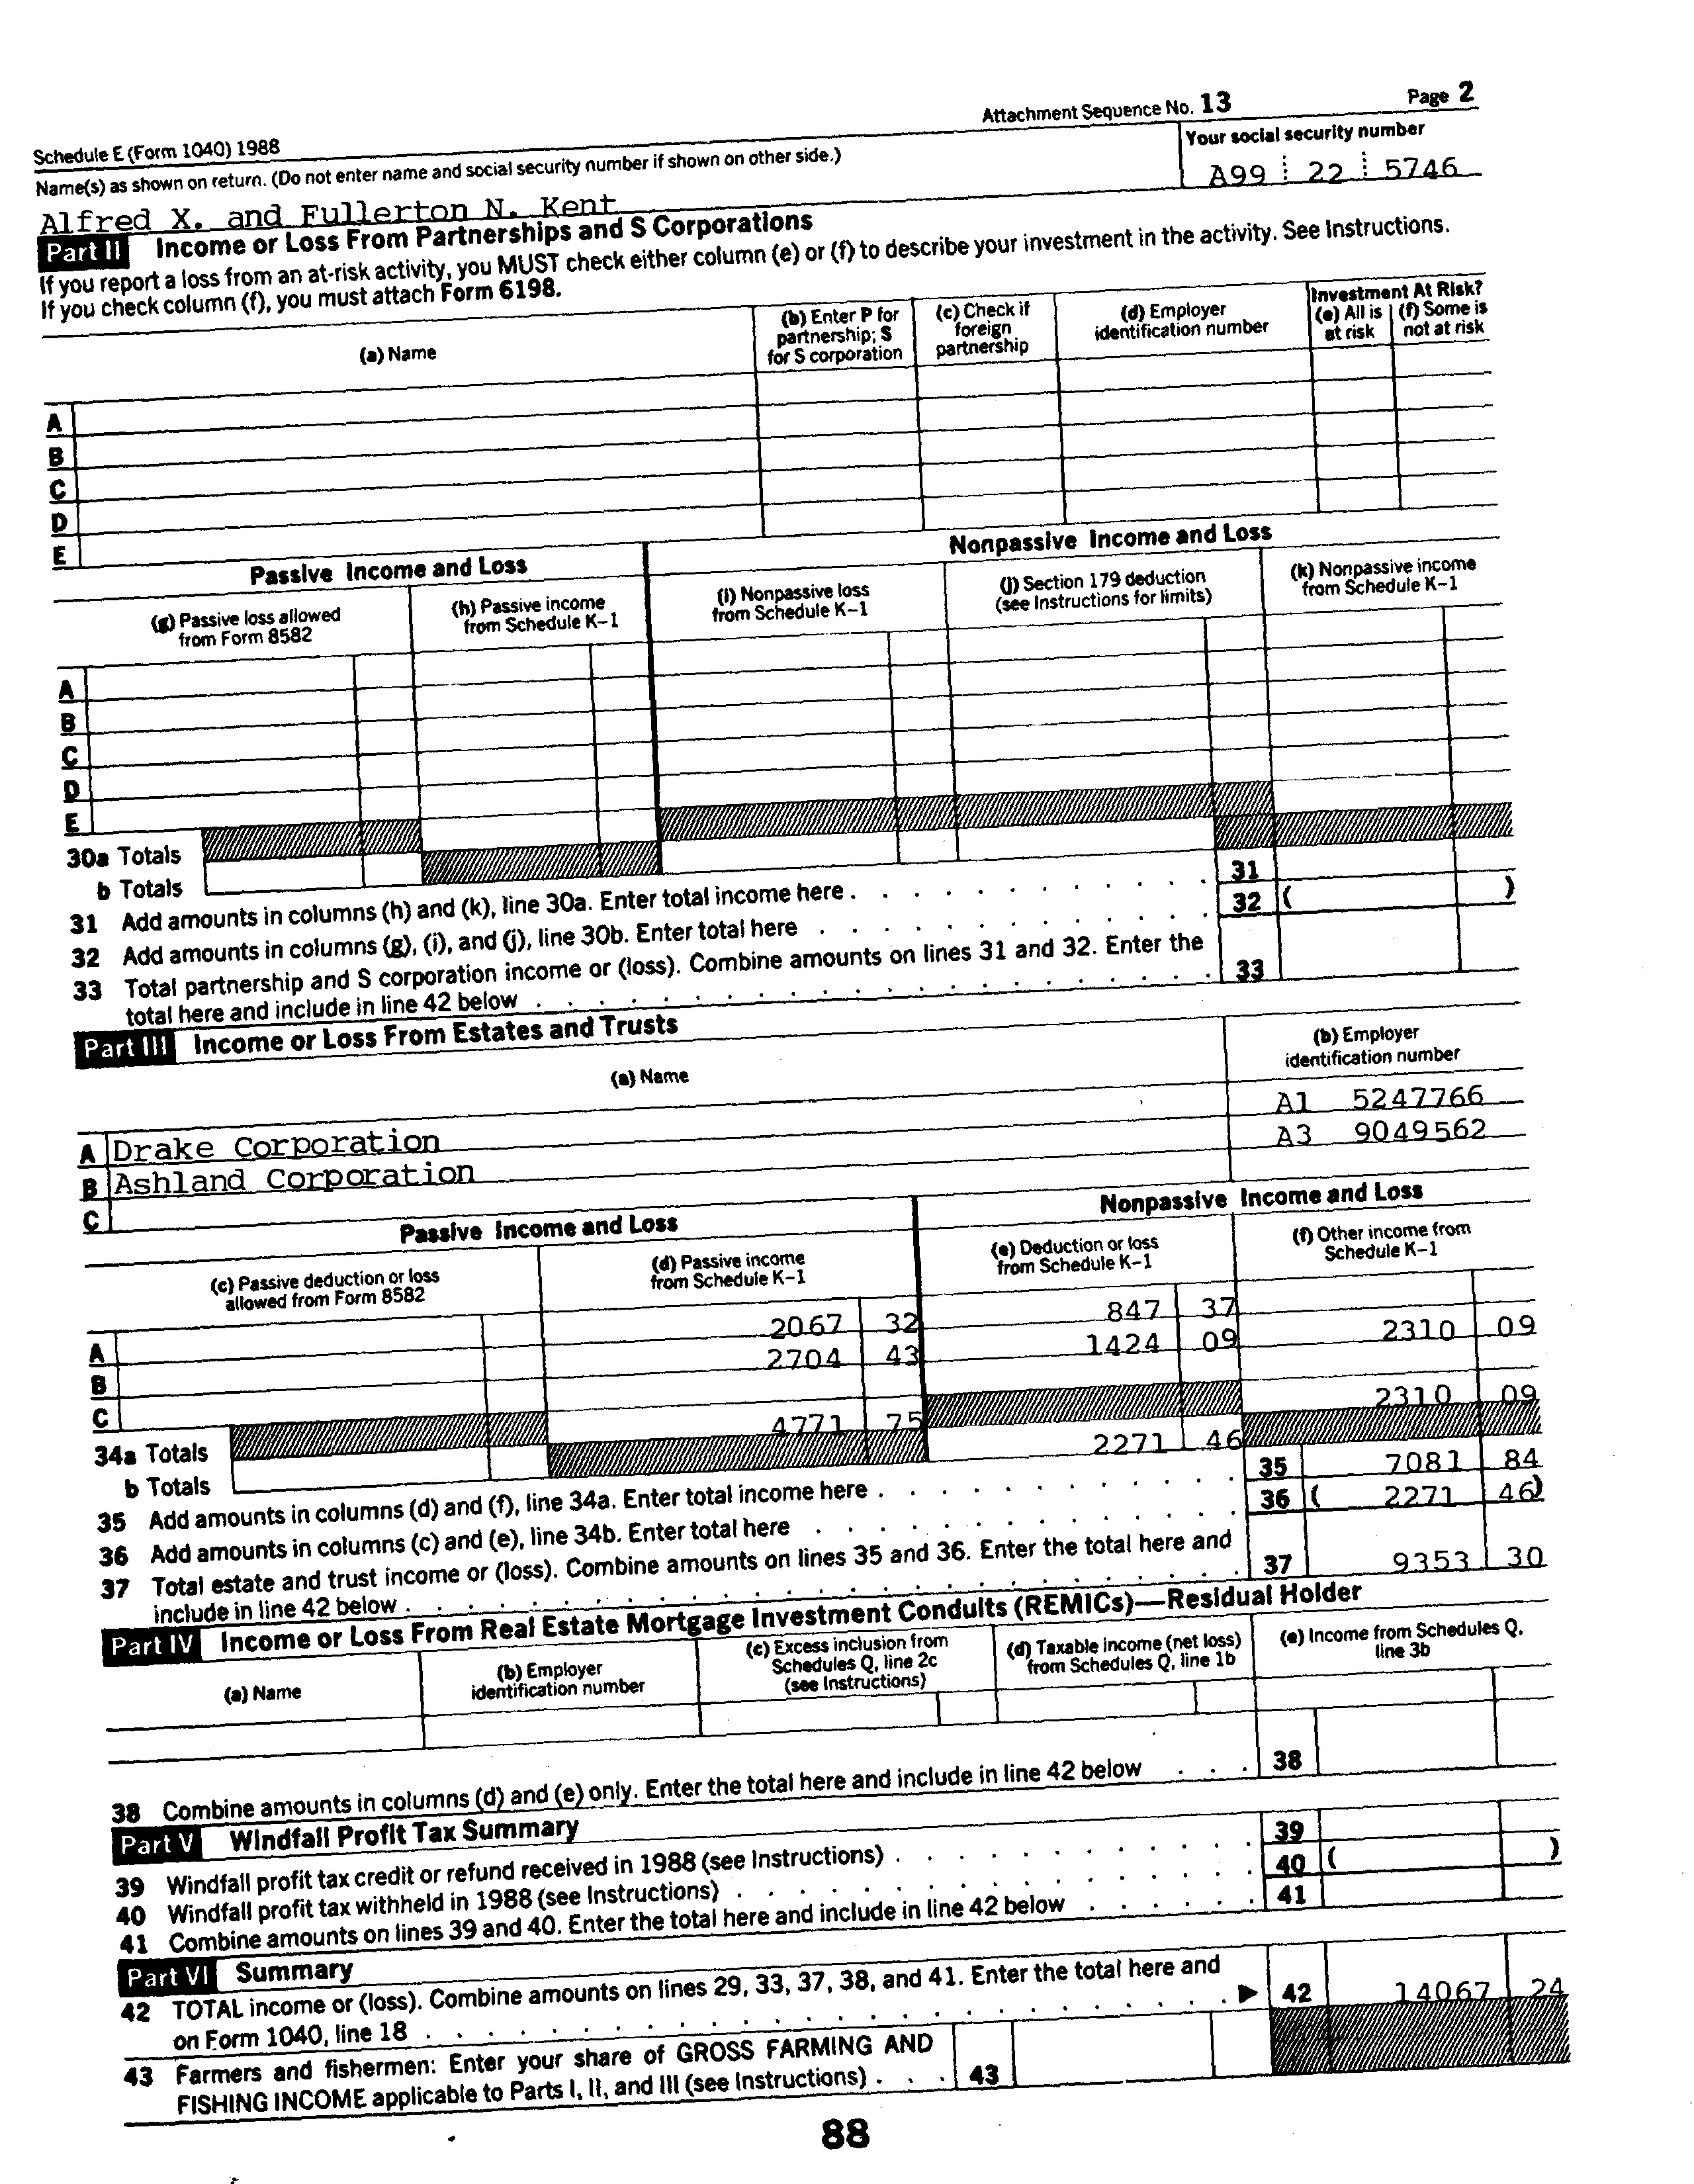 Attachment Sequence No. 13 Page 2
Schedule E (Form 1040) 1988
Name(s) as shown on return. (Do not enter name and social security number if shown on other side.)
Your social security number
Alfred X. and Fullerton N. Kent
A99 22 5746
Part II Income or Loss From Partnerships and S Corporations
If you report a loss from an at-risk activity, you MUST check either column (e) or (f) to describe your investment in the activity. See Instructions.
If you check column (f), you must attach Form 6198.
(a) Name
(b) Enter P for
partnership; S
for S corporation
(c) Check if
foreign
partnership
(d) Employer
identification number
Investment At Risk?
(e) All is
at risk
(f) Some is
not at risk
A
B
C
D
E
Passive Income and Loss
Nonpassive Income and Loss
(g) Passive loss allowed
from Form 8582
(h) Passive income
from Schedule K–1
(i) Nonpassive loss
from Schedule K–1
(j) Section 179 deduction
(see Instructions for limits)
(k) Nonpassive income
from Schedule K–1
A
B
C
D
E
30a Totals
b Totals
31 Add amounts in columns (h) and (k), line 30a. Enter total income here . . . . . . . . . . 31
32 Add amounts in columns (g), (i), and (j), line 30b. Enter total here . . . . . . . . . . 32 ( )
33 Total partnership and S corporation income or (loss). Combine amounts on lines 31 and 32. Enter the
total here and include in line 42 below . . . . . . . . . . 33
Part III Income or Loss From Estates and Trusts
(a) Name
(b) Employer
identification number
A Drake Corporation A1 5247766
B Ashland Corporation A3 9049562
C
Passive Income and Loss
Nonpassive Income and Loss
(c) Passive deduction or loss
allowed from Form 8582
(d) Passive income
from Schedule K–1
(e) Deduction or loss
from Schedule K–1
(f) Other income from
Schedule K–1
A 2067 32 847 37
B 2704 43 1424 09 2310 09
C
34a Totals 4771 75 2310 09
b Totals 2271 46
35 Add amounts in columns (d) and (f), line 34a. Enter total income here . . . . . . . . . . 35 7081 84
36 Add amounts in columns (c) and (e), line 34b. Enter total here . . . . . . . . . . 36 ( 2271 46)
37 Total estate and trust income or (loss). Combine amounts on lines 35 and 36. Enter the total here and
include in line 42 below . . . . . . . . . . 37 9353 30
Part IV Income or Loss From Real Estate Mortgage Investment Conduits (REMICs)—Residual Holder
(a) Name
(b) Employer
identification number
(c) Excess inclusion from
Schedules Q, line 2c
(see Instructions)
(d) Taxable income (net loss)
from Schedules Q, line 1b
(e) Income from Schedules Q,
line 3b
38 Combine amounts in columns (d) and (e) only. Enter the total here and include in line 42 below . . . 38
Part V Windfall Profit Tax Summary
39 Windfall profit tax credit or refund received in 1988 (see Instructions) . . . . . . . . . . 39
40 Windfall profit tax withheld in 1988 (see Instructions) . . . . . . . . . . 40 ( )
41 Combine amounts on lines 39 and 40. Enter the total here and include in line 42 below . . . . . . 41
Part VI Summary
42 TOTAL income or (loss). Combine amounts on lines 29, 33, 37, 38, and 41. Enter the total here and
on Form 1040, line 18 . . . . . . . . . . ▶ 42 14067 24
43 Farmers and fishermen: Enter your share of GROSS FARMING AND
FISHING INCOME applicable to Parts I, II, and III (see Instructions) . . . 43
88